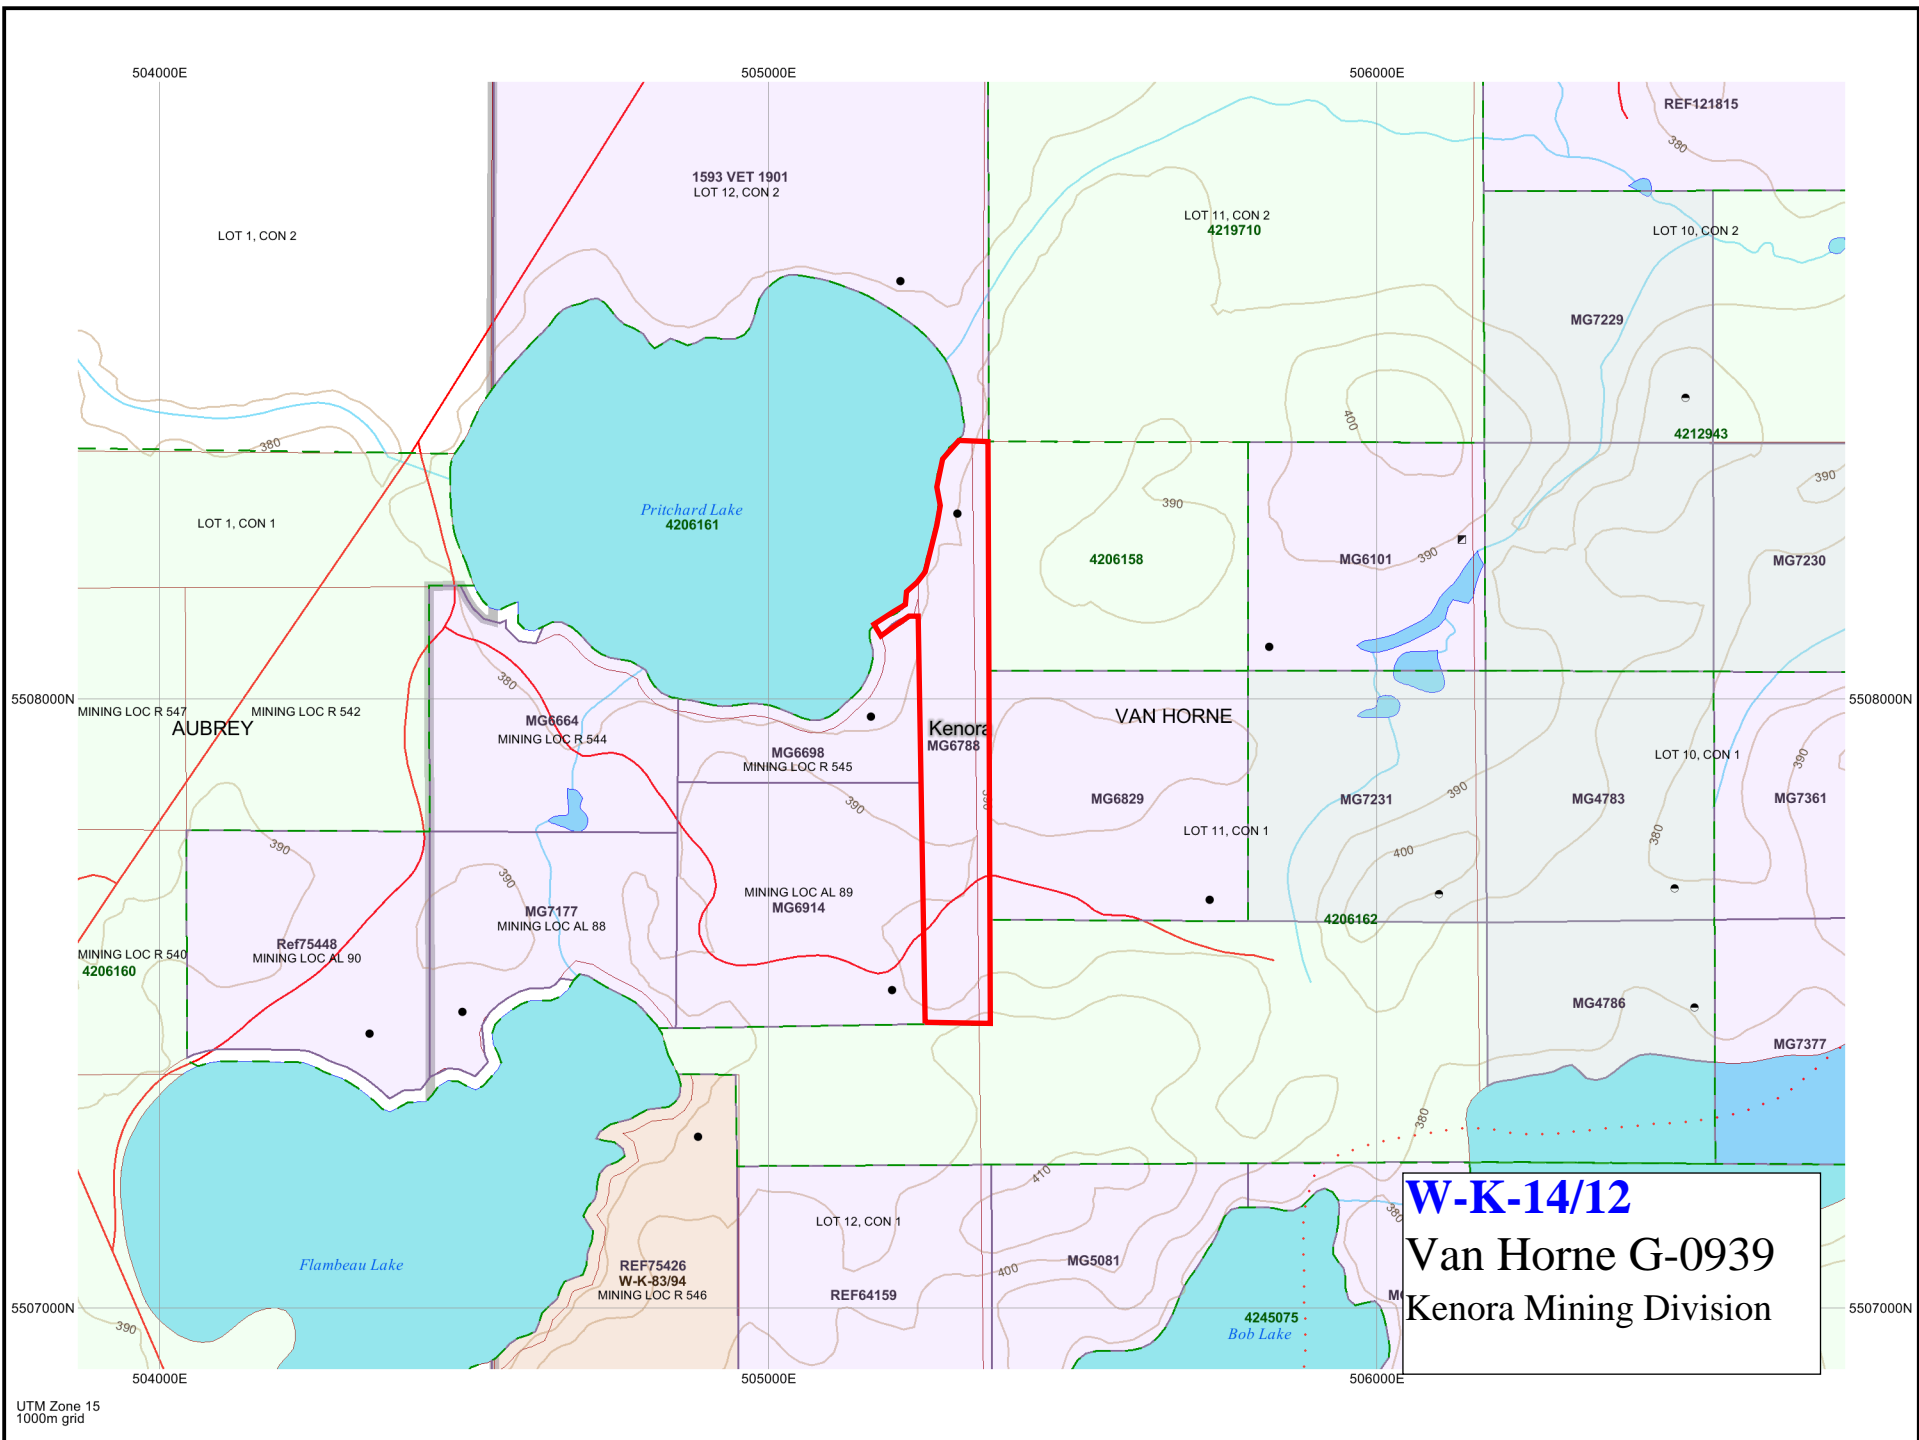 504000E
505000E
506000E
REF121815
380
1593 VET 1901
LOT 12, CON 2
LOT 11, CON 2
4219710
LOT 10, CON 2
LOT 1, CON 2
MG7229
400
4212943
380
390
390
Pritchard Lake
4206161
LOT 1, CON 1
4206158
390
MG6101
MG7230
380
5508000N
5508000N
MINING LOC R 547
MINING LOC R 542
AUBREY
MG6664
MINING LOC R 544
MG6698
MINING LOC R 545
Kenora
MG6788
VAN HORNE
LOT 10, CON 1
390
390
390
390
MG6829
MG7231
MG4783
MG7361
LOT 11, CON 1
380
400
390
390
MINING LOC AL 89
MG6914
MG7177
MINING LOC AL 88
4206162
Ref75448
MINING LOC AL 90
MINING LOC R 540
4206160
MG4786
MG7377
380
410
LOT 12, CON 1
380
W-K-14/12
Van Horne G-0939
Kenora Mining Division
Flambeau Lake
REF75426
W-K-83/94
MINING LOC R 546
400
MG5081
REF64159
4245075
Bob Lake
5507000N
5507000N
390
504000E
505000E
506000E
UTM Zone 15
1000m grid